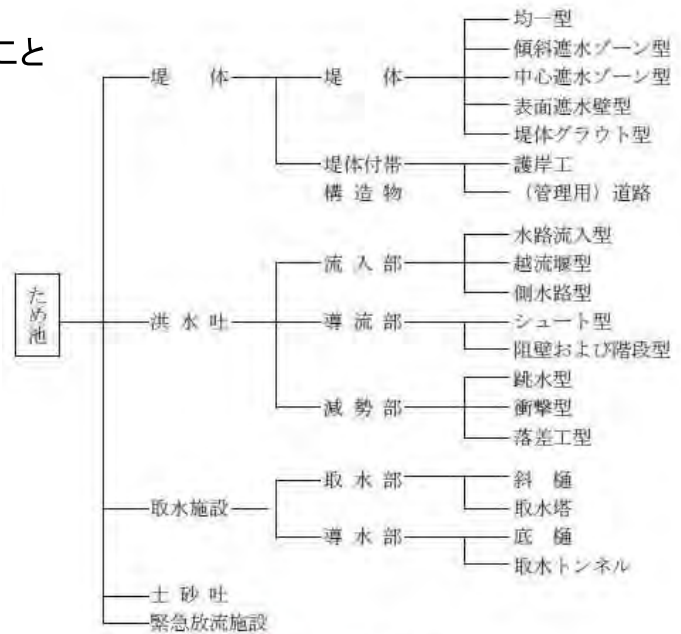 こと
ため池
堤体
堤体
均一型
傾斜遮水ゾーン型
中心遮水ゾーン型
表面遮水壁型
堤体グラウト型
堤体付帯
構造物
護岸工
（管理用）道路
洪水吐
流入部
水路流入型
越流堰型
側水路型
導流部
シュート型
阻壁および階段型
減勢部
跳水型
衝撃型
落差工型
取水施設
取水部
斜樋
取水塔
導水部
底樋
取水トンネル
土砂吐
緊急放流施設